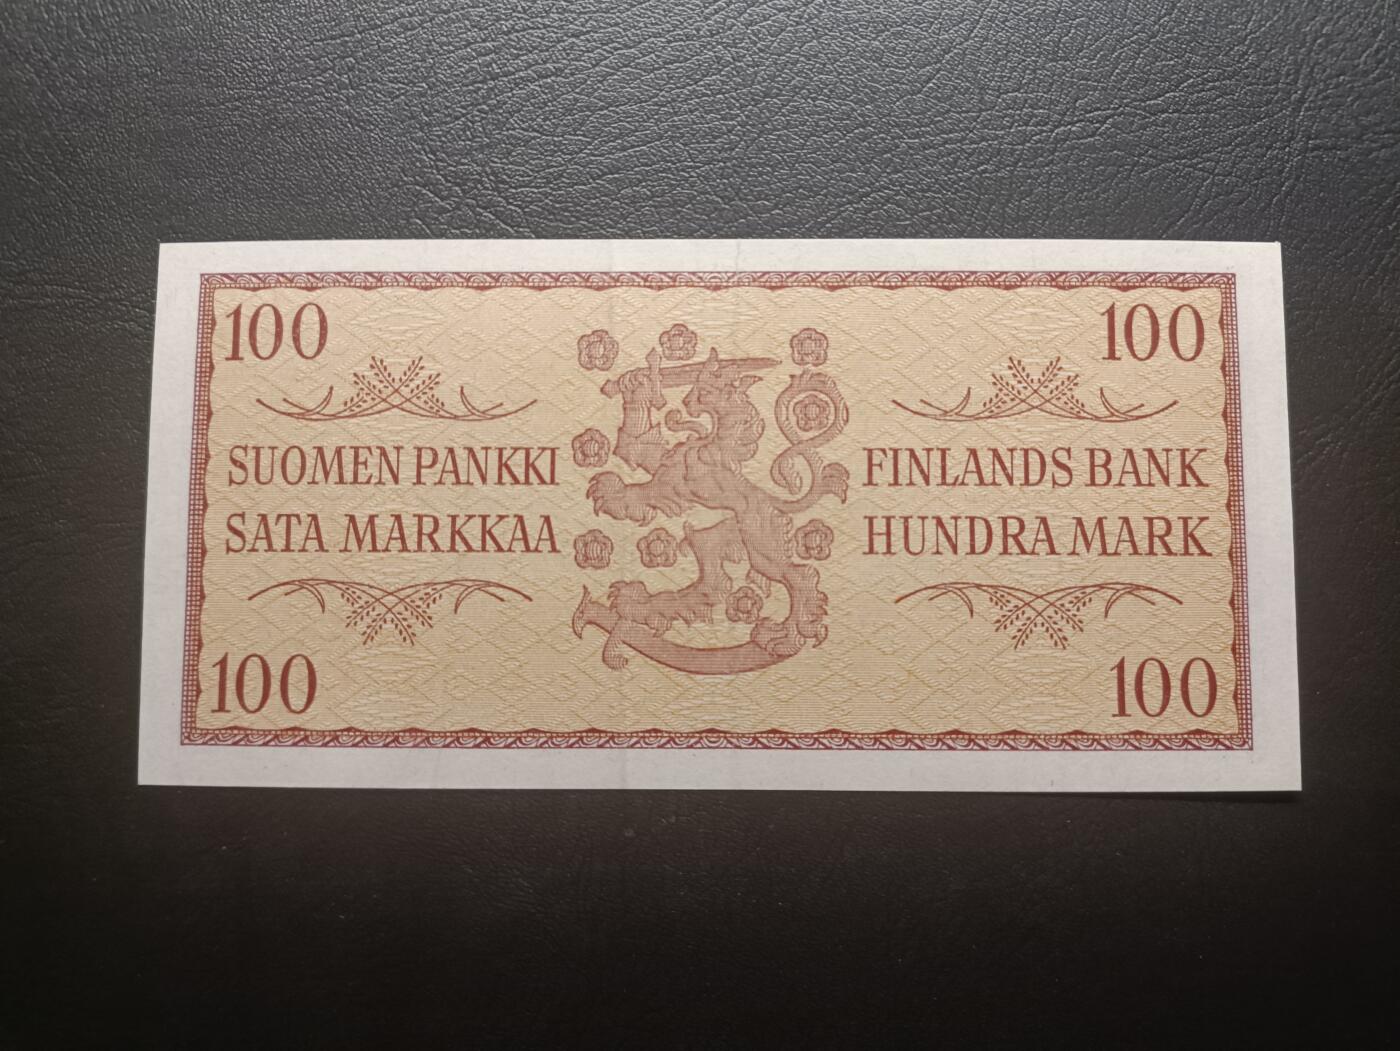 100
100
SUOMEN PANKKI
FINLANDS BANK
SATA MARKKAA
HUNDRA MARK
100
100